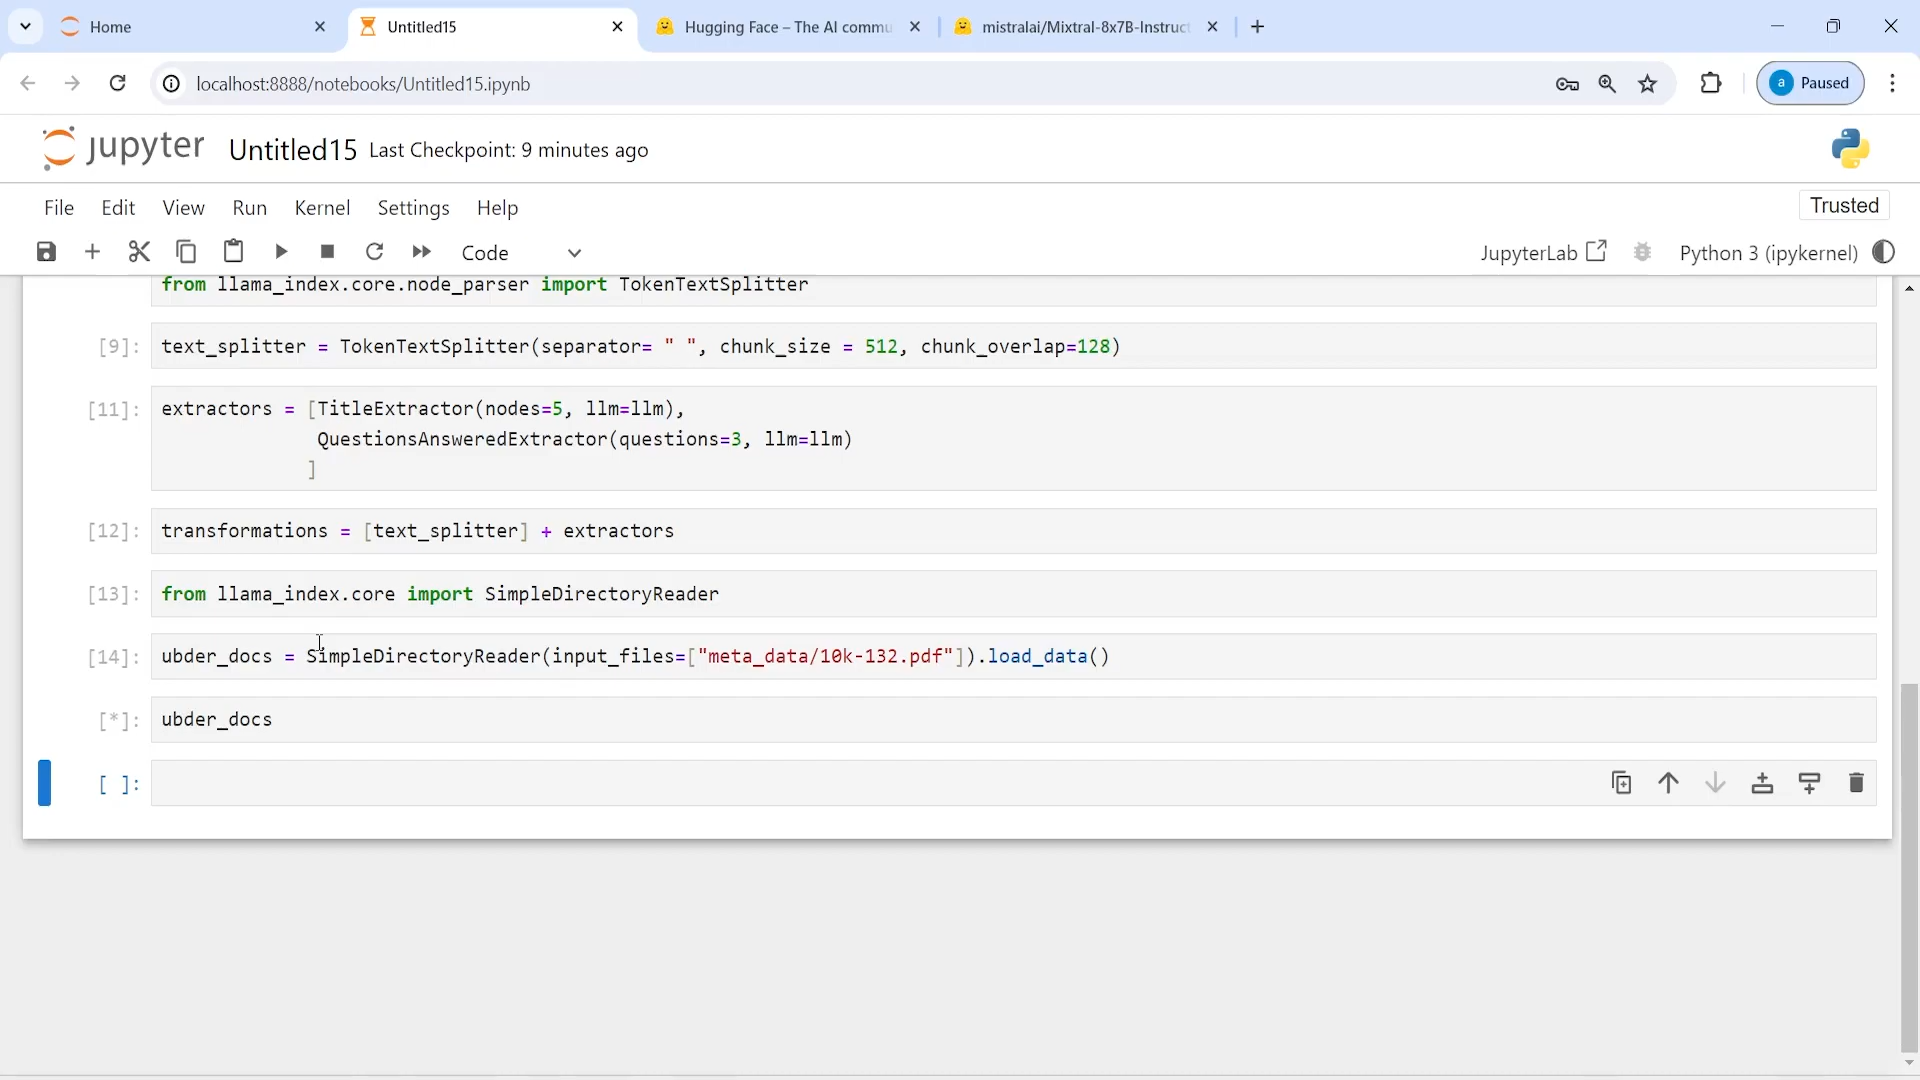 Home
Untitled15
Hugging Face – The AI commu
mistralai/Mixtral-8x7B-Instruct
localhost:8888/notebooks/Untitled15.ipynb
a Paused
jupyter Untitled15 Last Checkpoint: 9 minutes ago
File Edit View Run Kernel Settings Help
Trusted
Code
JupyterLab
Python 3 (ipykernel)
from llama_index.core.node_parser import TokenTextSplitter
[9]: text_splitter = TokenTextSplitter(separator= " ", chunk_size = 512, chunk_overlap=128)
[11]: extractors = [TitleExtractor(nodes=5, llm=llm),
QuestionsAnsweredExtractor(questions=3, llm=llm)
]
[12]: transformations = [text_splitter] + extractors
[13]: from llama_index.core import SimpleDirectoryReader
[14]: ubder_docs = SimpleDirectoryReader(input_files=["meta_data/10k-132.pdf"]).load_data()
[*]: ubder_docs
[ ]: